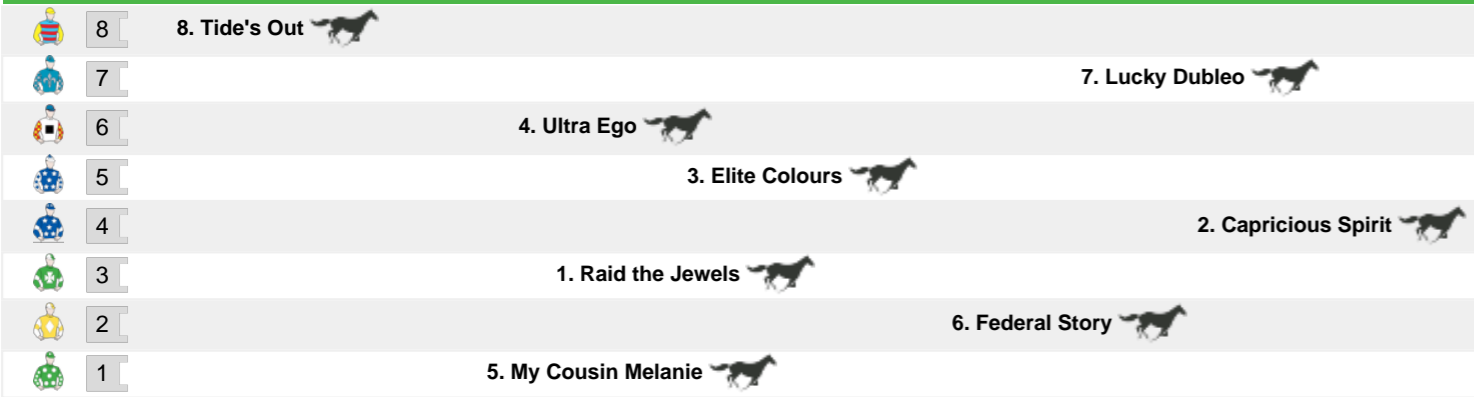 8 8. Tide's Out
7 7. Lucky Dubleo
6 4. Ultra Ego
5 3. Elite Colours
4 2. Capricious Spirit
3 1. Raid the Jewels
2 6. Federal Story
1 5. My Cousin Melanie